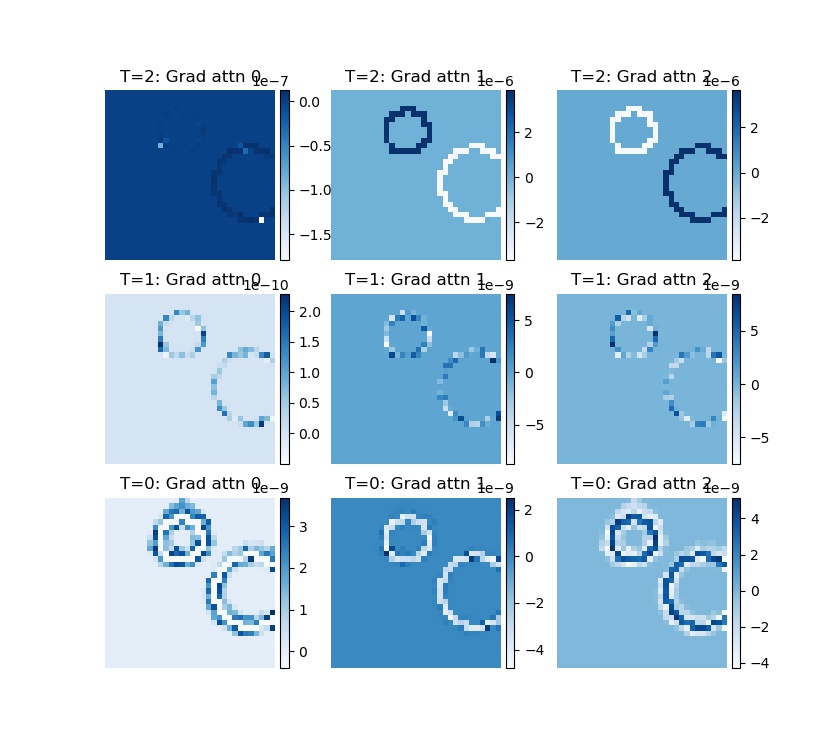 T=2: Grad attn 0
1e−7
T=2: Grad attn 1
1e−6
T=2: Grad attn 2
1e−6
0.0
−0.5
−1.0
−1.5
2
0
−2
2
0
−2
T=1: Grad attn 0
1e−10
T=1: Grad attn 1
1e−9
T=1: Grad attn 2
1e−9
2.0
1.5
1.0
0.5
0.0
5
0
−5
5
0
−5
T=0: Grad attn 0
1e−9
T=0: Grad attn 1
1e−9
T=0: Grad attn 2
1e−9
3
2
1
0
2
0
−2
−4
4
2
0
−2
−4